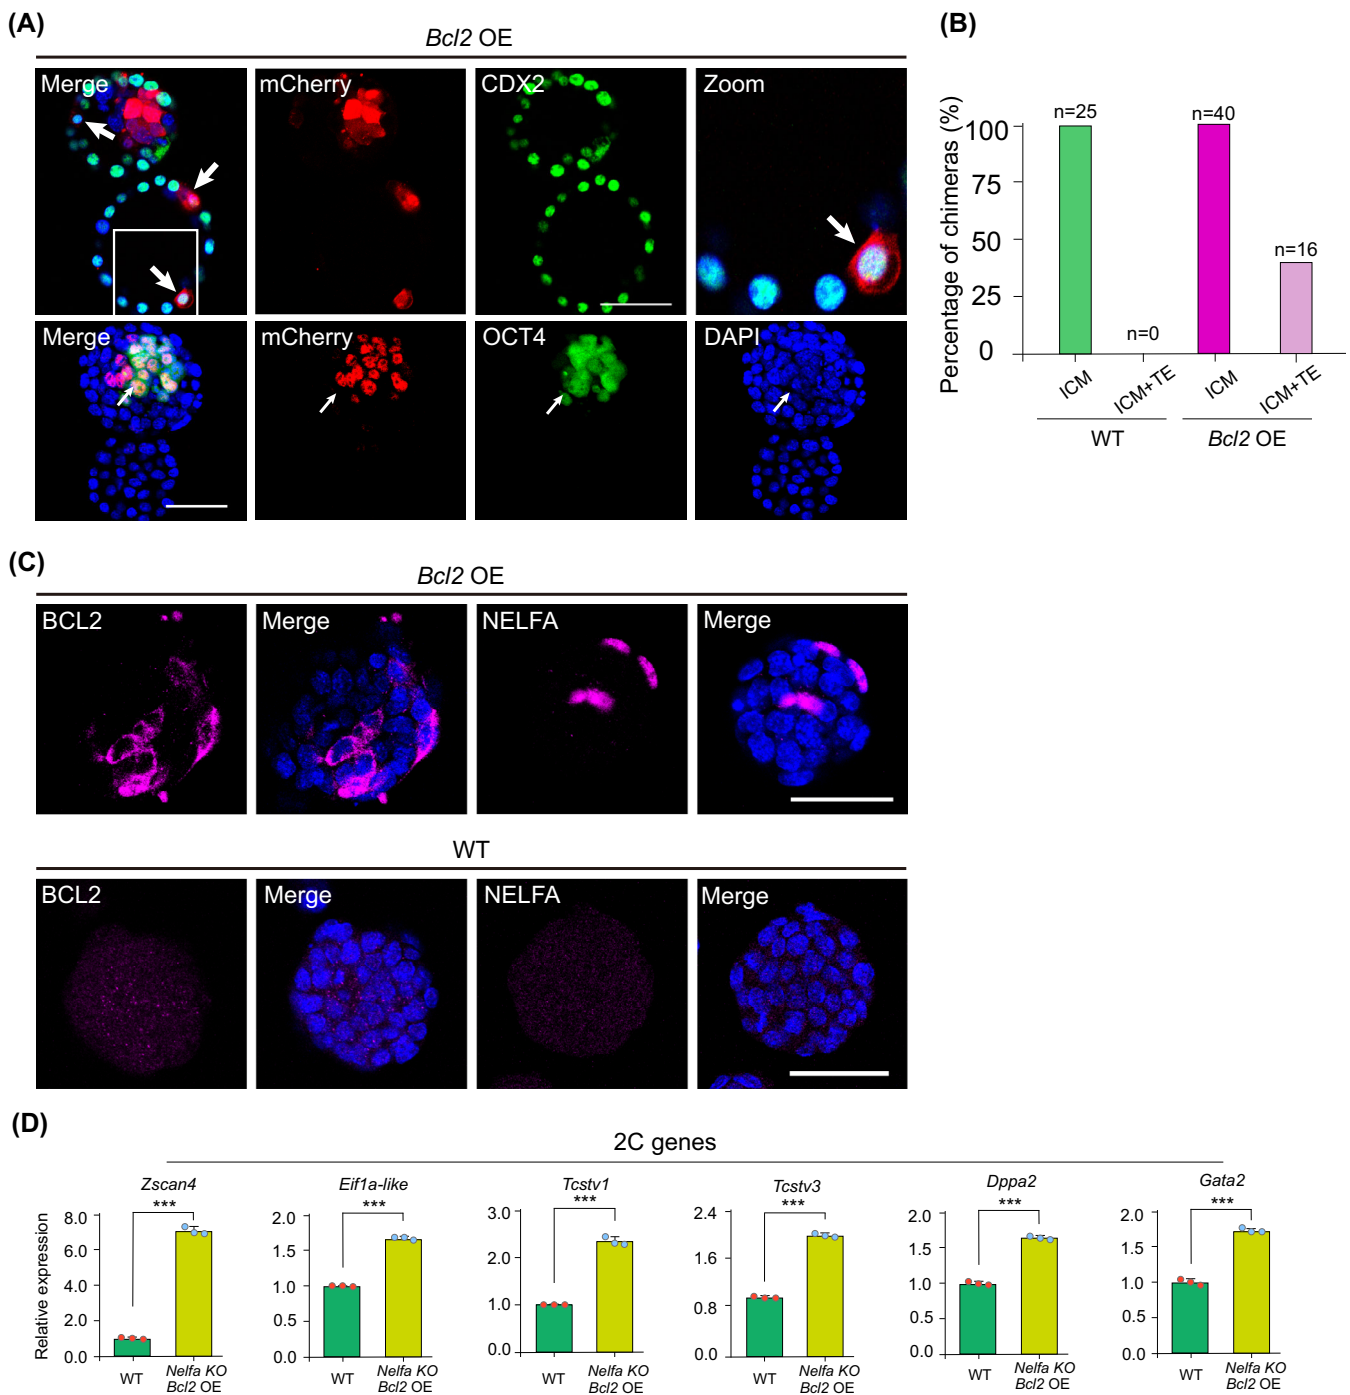 (A)
Bcl2 OE
Merge mCherry CDX2 Zoom
Merge mCherry OCT4 DAPI
(B)
Percentage of chimeras (%)
100
75
50
25
0
n=25
n=0
n=40
n=16
ICM ICM+TE ICM ICM+TE
WT Bcl2 OE
(C)
Bcl2 OE
BCL2 Merge NELFA Merge
WT
BCL2 Merge NELFA Merge
(D)
2C genes
Relative expression
Zscan4
***
8.0
6.0
4.0
2.0
0.0
WT Nelfa KO
Bcl2 OE
Eif1a-like
***
2.0
1.5
1.0
0.5
0.0
WT Nelfa KO
Bcl2 OE
Tcstv1
***
3.0
2.0
1.0
0.0
WT Nelfa KO
Bcl2 OE
Tcstv3
***
2.4
1.6
0.8
0.0
WT Nelfa KO
Bcl2 OE
Dppa2
***
2.0
1.5
1.0
0.5
0.0
WT Nelfa KO
Bcl2 OE
Gata2
***
2.0
1.5
1.0
0.5
0.0
WT Nelfa KO
Bcl2 OE